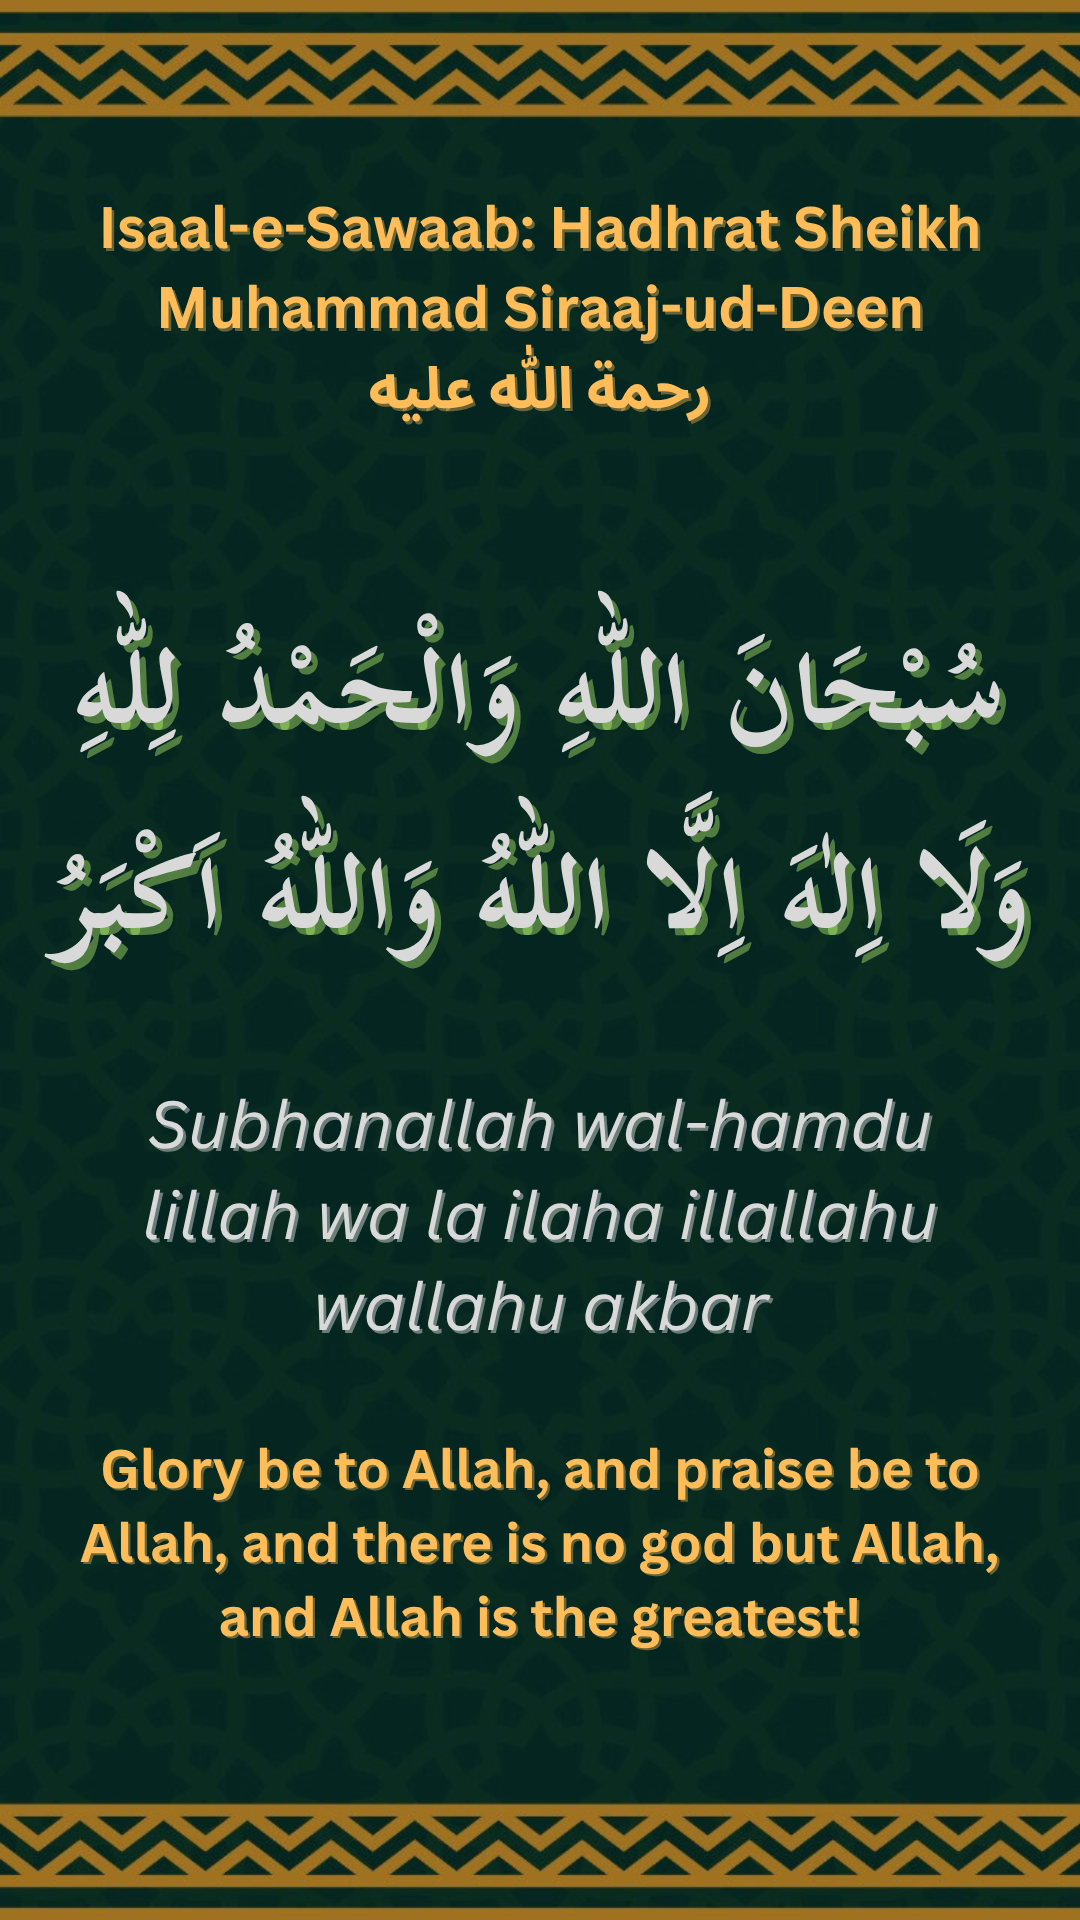 Isaal-e-Sawaab: Hadhrat Sheikh
Muhammad Siraaj-ud-Deen
رحمة الله عليه
سُبْحَانَ اللّٰهِ وَالْحَمْدُ لِلّٰهِ
وَلَا اِلٰهَ اِلَّا اللّٰهُ وَاللّٰهُ اَكْبَرُ
Subhanallah wal-hamdu
lillah wa la ilaha illallahu
wallahu akbar
Glory be to Allah, and praise be to
Allah, and there is no god but Allah,
and Allah is the greatest!